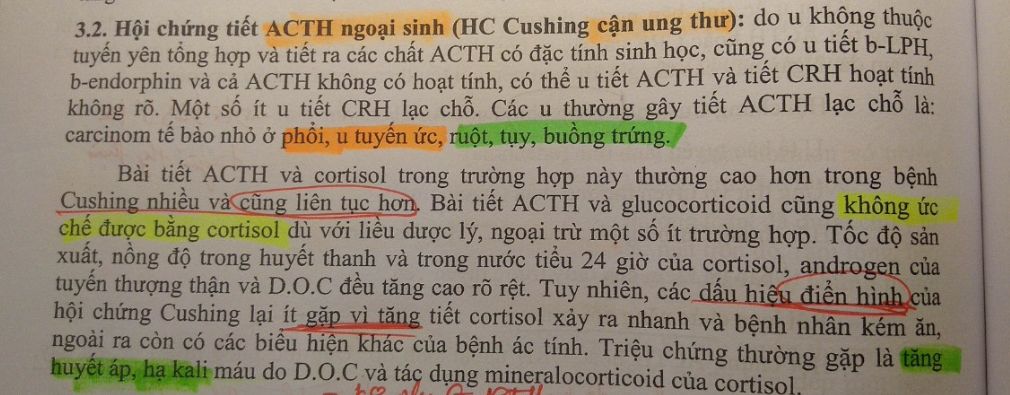 3.2. Hội chứng tiết ACTH ngoại sinh (HC Cushing cận ung thư): do u không thuộc
tuyến yên tổng hợp và tiết ra các chất ACTH có đặc tính sinh học, cũng có u tiết b-LPH,
b-endorphin và cả ACTH không có hoạt tính, có thể u tiết ACTH và tiết CRH hoạt tính
không rõ. Một số ít u tiết CRH lạc chỗ. Các u thường gây tiết ACTH lạc chỗ là:
carcinom tế bào nhỏ ở phổi, u tuyến ức, ruột, tụy, buồng trứng.
Bài tiết ACTH và cortisol trong trường hợp này thường cao hơn trong bệnh
Cushing nhiều và cũng liên tục hơn. Bài tiết ACTH và glucocorticoid cũng không ức
chế được bằng cortisol dù với liều dược lý, ngoại trừ một số ít trường hợp. Tốc độ sản
xuất, nồng độ trong huyết thanh và trong nước tiểu 24 giờ của cortisol, androgen của
tuyến thượng thận và D.O.C đều tăng cao rõ rệt. Tuy nhiên, các dấu hiệu điển hình của
hội chứng Cushing lại ít gặp vì tăng tiết cortisol xảy ra nhanh và bệnh nhân kém ăn,
ngoài ra còn có các biểu hiện khác của bệnh ác tính. Triệu chứng thường gặp là tăng
huyết áp, hạ kali máu do D.O.C và tác dụng mineralocorticoid của cortisol.